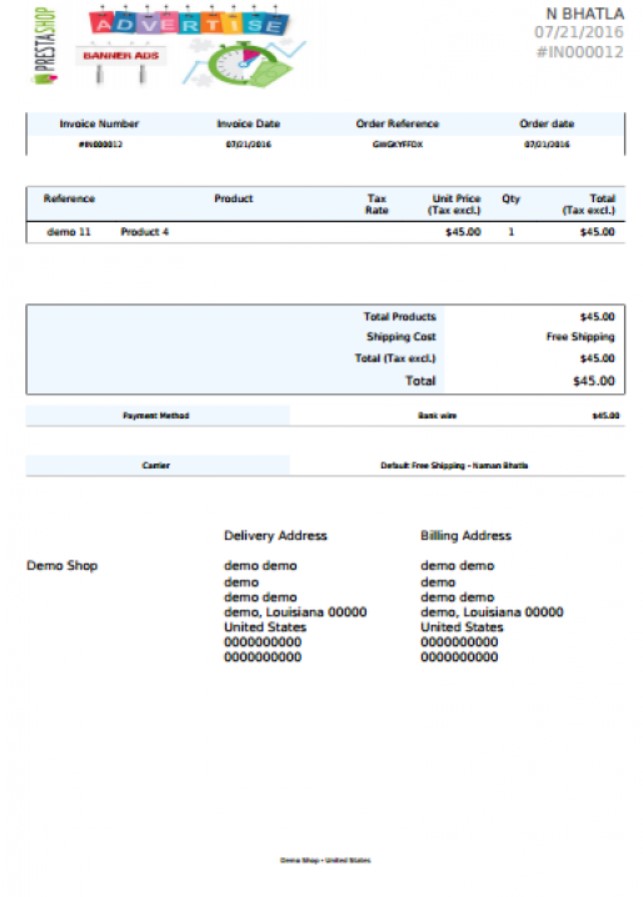 PRESTASHOP
ADVERTISE
BANNER ADS
N BHATLA
07/21/2016
#IN000012
Invoice Number Invoice Date Order Reference Order date
#IN000012 07/21/2016 07/21/2016
Reference Product Tax Rate Unit Price (Tax excl.) Qty Total (Tax excl.)
demo 11 Product 4 $45.00 1 $45.00
Total Products $45.00
Shipping Cost Free Shipping
Total (Tax excl.) $45.00
Total $45.00
Payment Method Bank wire $45.00
Carrier Default Free Shipping - Naman Bhatla
Delivery Address Billing Address
Demo Shop demo demo demo demo
demo demo
demo demo demo demo
demo, Louisiana 00000 demo, Louisiana 00000
United States United States
0000000000 0000000000
0000000000 0000000000
Demo Shop - United States